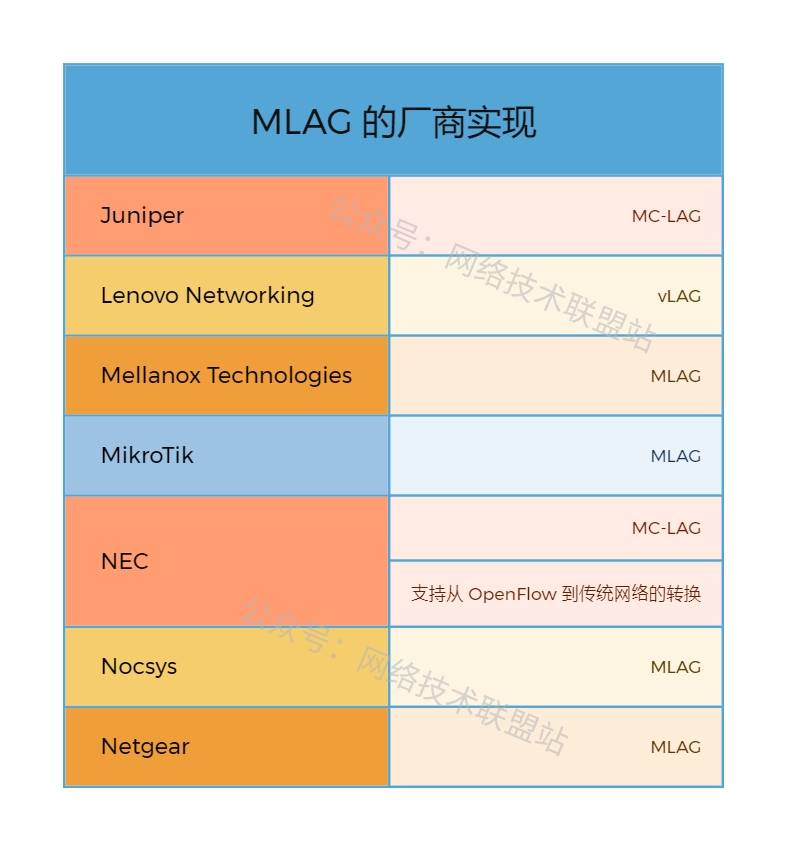 MLAG 的厂商实现
Juniper
MC-LAG
公众号：网络技术联盟站
Lenovo Networking
vLAG
Mellanox Technologies
MLAG
MikroTik
MLAG
NEC
MC-LAG
支持从 OpenFlow 到传统网络的转换
公众号：网络技术联盟站
Nocsys
MLAG
Netgear
MLAG